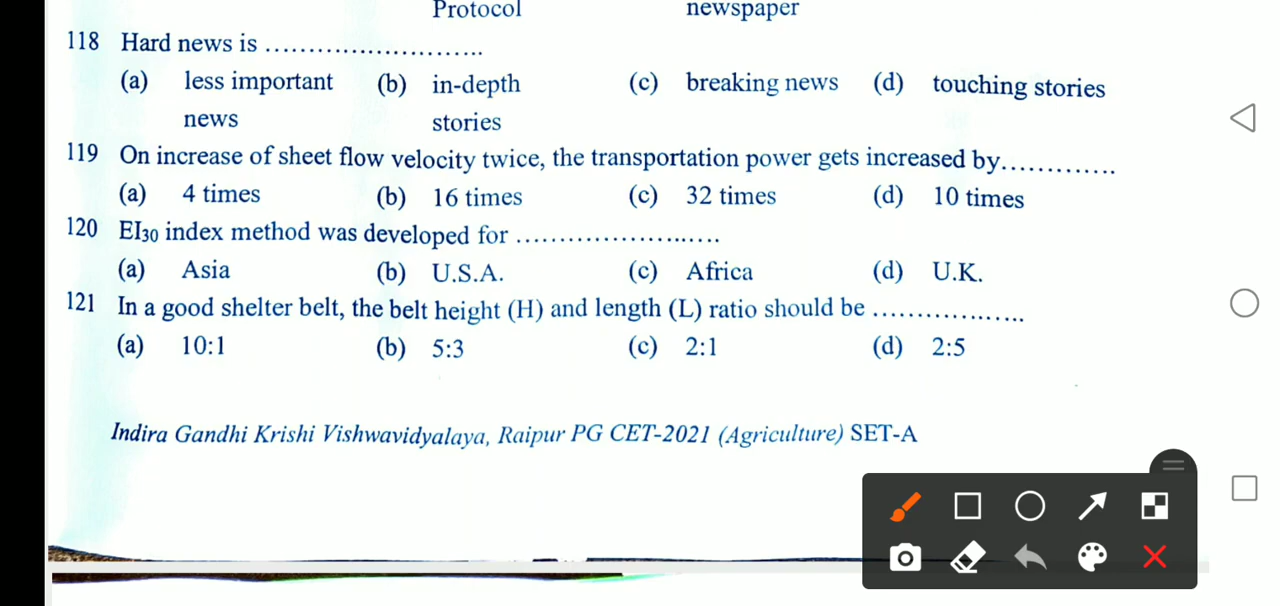 Protocol newspaper
118 Hard news is ............................
(a) less important (b) in-depth (c) breaking news (d) touching stories
news stories
119 On increase of sheet flow velocity twice, the transportation power gets increased by.............
(a) 4 times (b) 16 times (c) 32 times (d) 10 times
120 EI30 index method was developed for ..........................
(a) Asia (b) U.S.A. (c) Africa (d) U.K.
121 In a good shelter belt, the belt height (H) and length (L) ratio should be ...................
(a) 10:1 (b) 5:3 (c) 2:1 (d) 2:5
Indira Gandhi Krishi Vishwavidyalaya, Raipur PG CET-2021 (Agriculture) SET-A